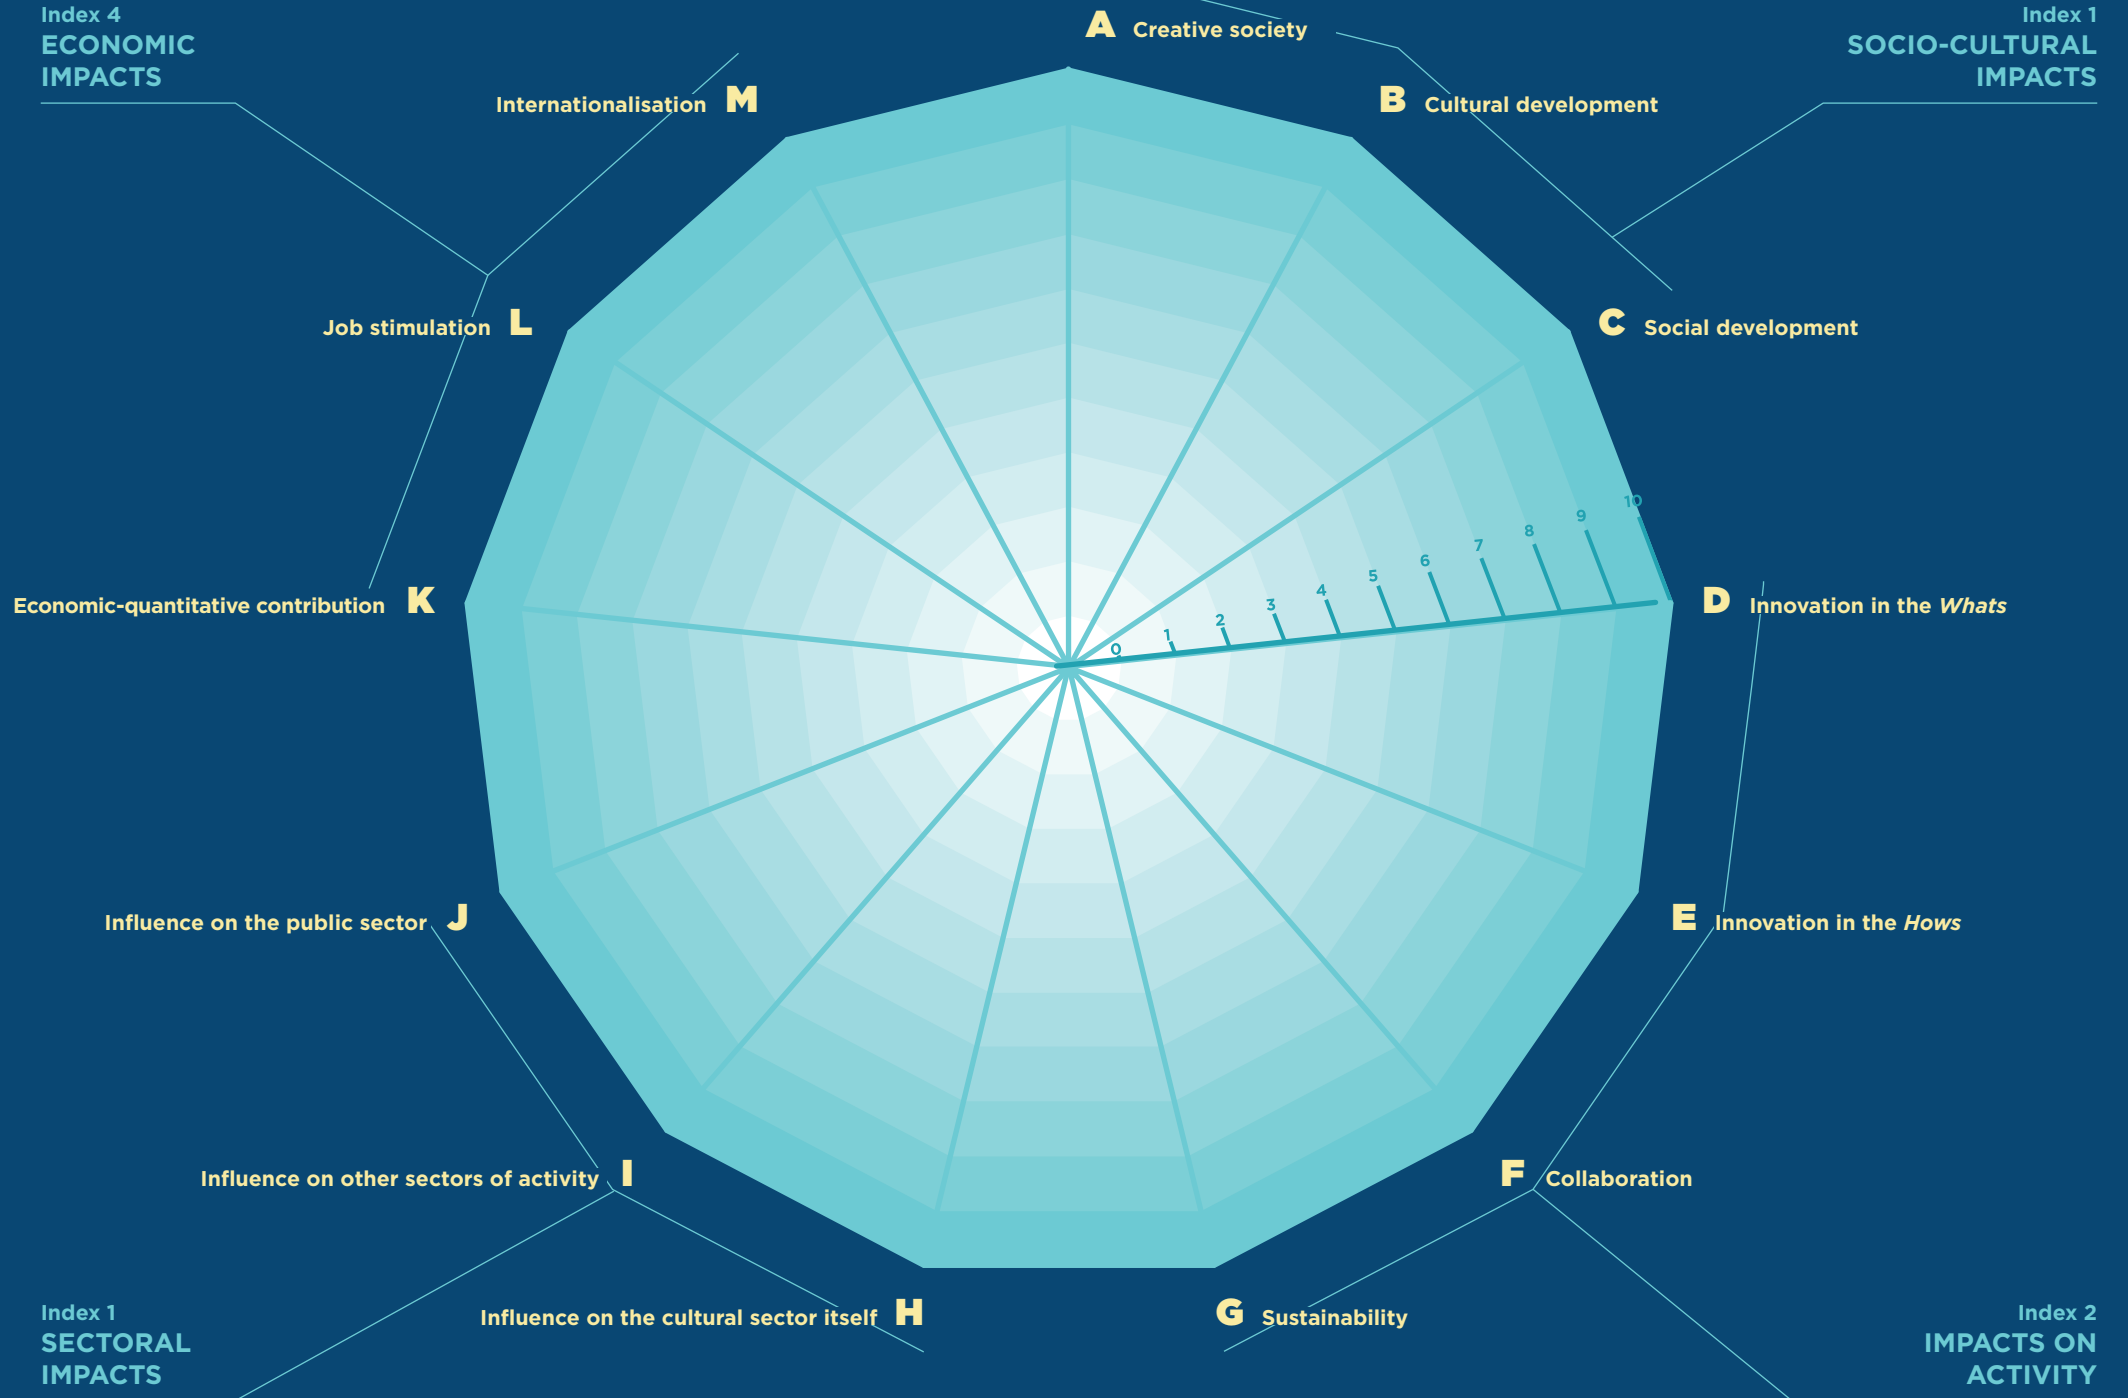 Index 4
ECONOMIC
IMPACTS
Index 1
SOCIO-CULTURAL
IMPACTS
A Creative society
Internationalisation M
B Cultural development
Job stimulation L
C Social development
10
9
8
7
6
5
4
3
2
1
0
Economic-quantitative contribution K
D Innovation in the Whats
Influence on the public sector J
E Innovation in the Hows
Influence on other sectors of activity I
F Collaboration
Influence on the cultural sector itself H
G Sustainability
Index 1
SECTORAL
IMPACTS
Index 2
IMPACTS ON
ACTIVITY